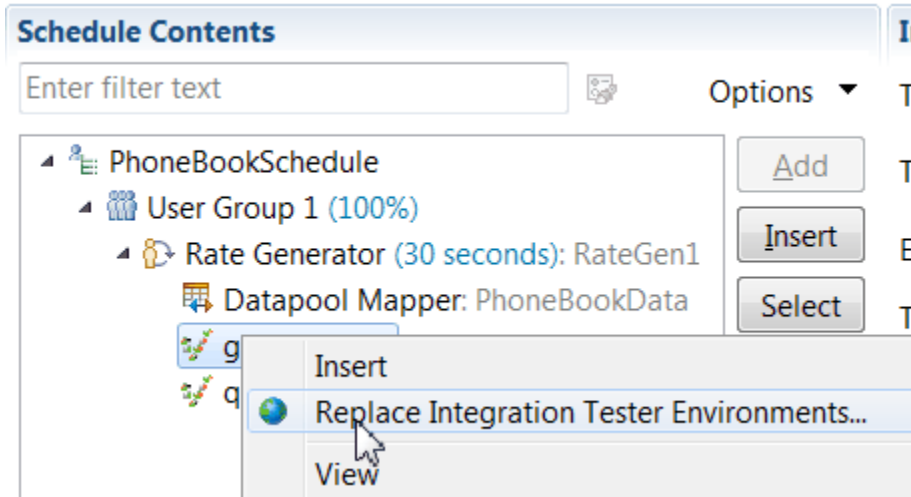 Schedule Contents
Enter filter text
Options
PhoneBookSchedule
Add
User Group 1 (100%)
Insert
Rate Generator (30 seconds): RateGen1
Datapool Mapper: PhoneBookData
Select
g
Insert
q
Replace Integration Tester Environments...
View